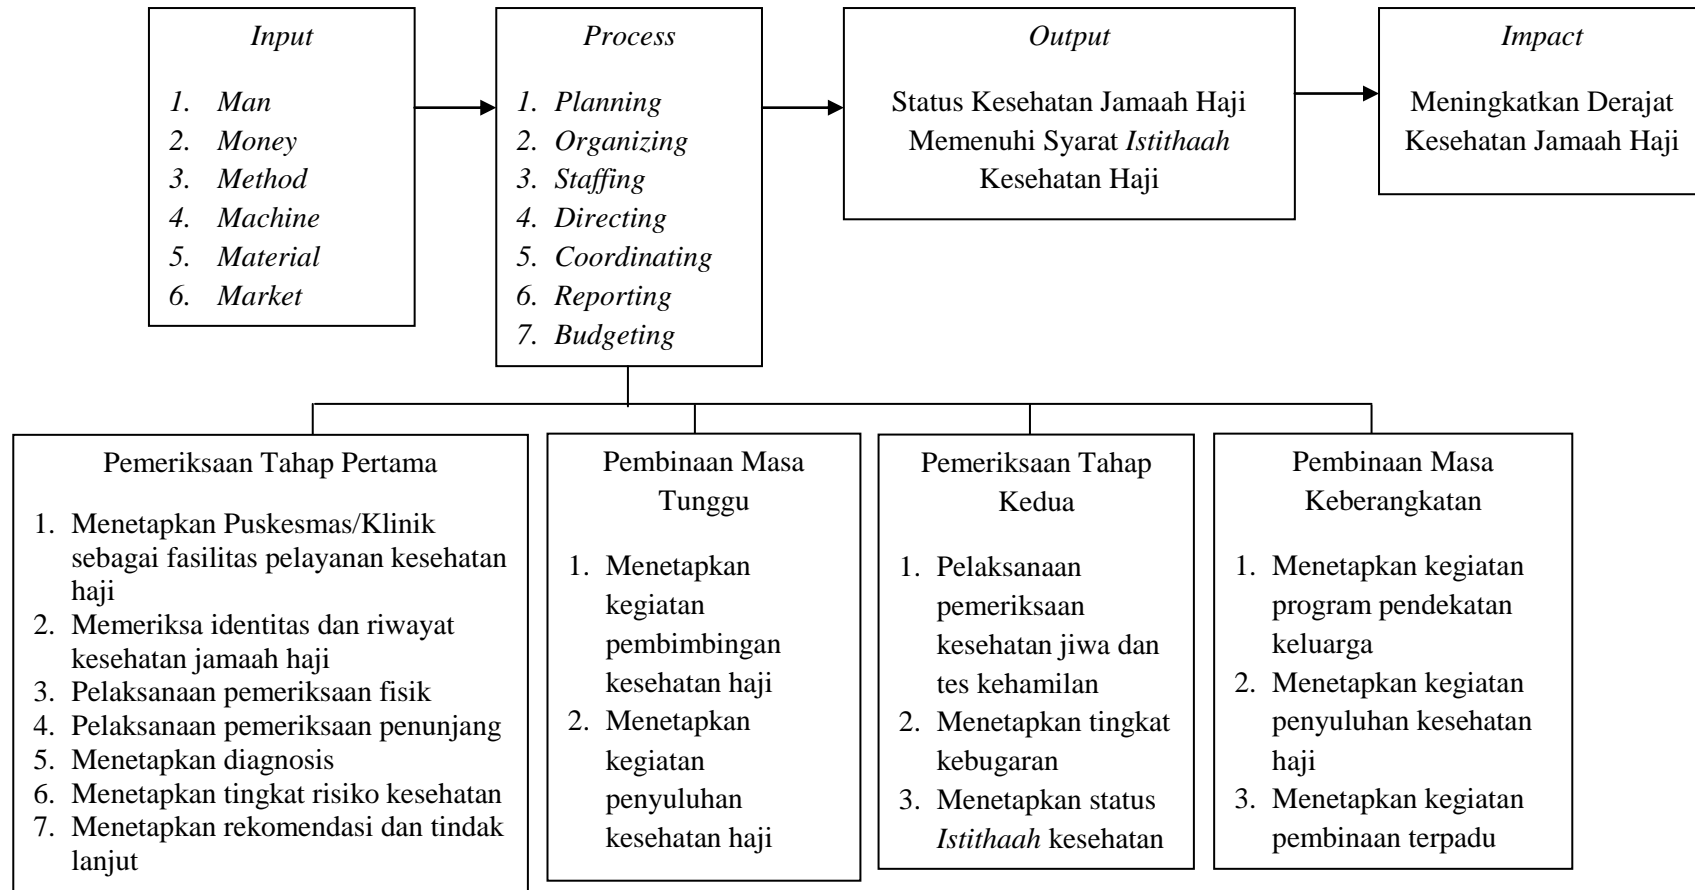 Input
1. Man
2. Money
3. Method
4. Machine
5. Material
6. Market
Process
1. Planning
2. Organizing
3. Staffing
4. Directing
5. Coordinating
6. Reporting
7. Budgeting
Output
Status Kesehatan Jamaah Haji
Memenuhi Syarat Istithaah
Kesehatan Haji
Impact
Meningkatkan Derajat
Kesehatan Jamaah Haji
Pemeriksaan Tahap Pertama
1. Menetapkan Puskesmas/Klinik
sebagai fasilitas pelayanan kesehatan
haji
2. Memeriksa identitas dan riwayat
kesehatan jamaah haji
3. Pelaksanaan pemeriksaan fisik
4. Pelaksanaan pemeriksaan penunjang
5. Menetapkan diagnosis
6. Menetapkan tingkat risiko kesehatan
7. Menetapkan rekomendasi dan tindak
lanjut
Pembinaan Masa
Tunggu
1. Menetapkan
kegiatan
pembimbingan
kesehatan haji
2. Menetapkan
kegiatan
penyuluhan
kesehatan haji
Pemeriksaan Tahap
Kedua
1. Pelaksanaan
pemeriksaan
kesehatan jiwa dan
tes kehamilan
2. Menetapkan tingkat
kebugaran
3. Menetapkan status
Istithaah kesehatan
Pembinaan Masa
Keberangkatan
1. Menetapkan kegiatan
program pendekatan
keluarga
2. Menetapkan kegiatan
penyuluhan kesehatan
haji
3. Menetapkan kegiatan
pembinaan terpadu